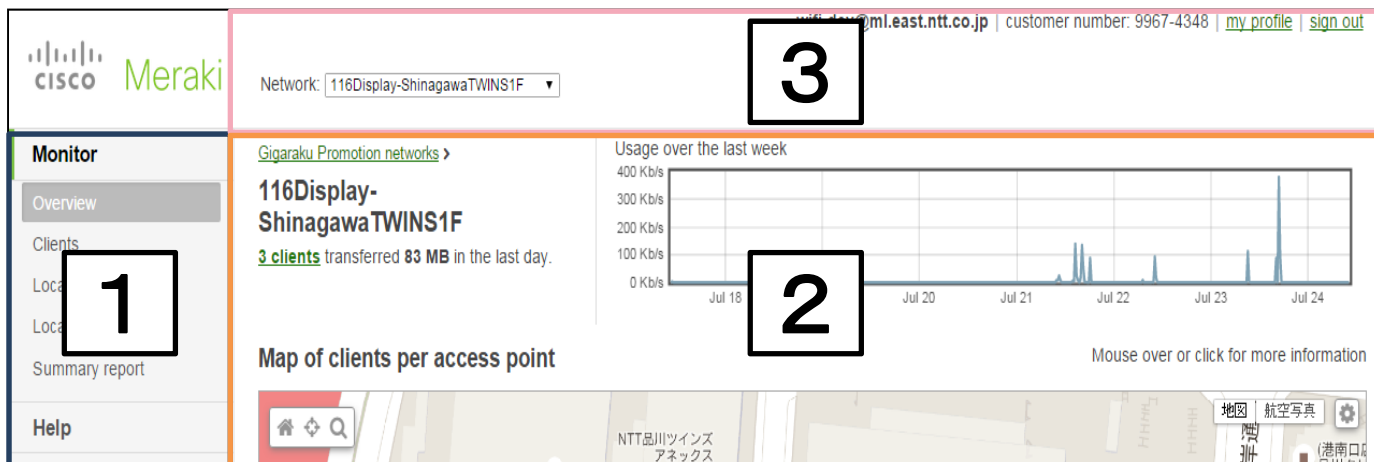 @ml.east.ntt.co.jp | customer number: 9967-4348 | my profile | sign out
cisco Meraki
Network: 116Display-ShinagawaTWINS1F
3
Monitor
Overview
Clients
Loca
Loca
Summary report
Help
1
Gigaraku Promotion networks >
116Display-
ShinagawaTWINS1F
3 clients transferred 83 MB in the last day.
Usage over the last week
400 Kb/s
300 Kb/s
200 Kb/s
100 Kb/s
0 Kb/s
Jul 18
Jul 20
Jul 21
Jul 22
Jul 23
Jul 24
2
Map of clients per access point
Mouse over or click for more information
地図
航空写真
NTT品川ツインズ
アネックス
(港南口